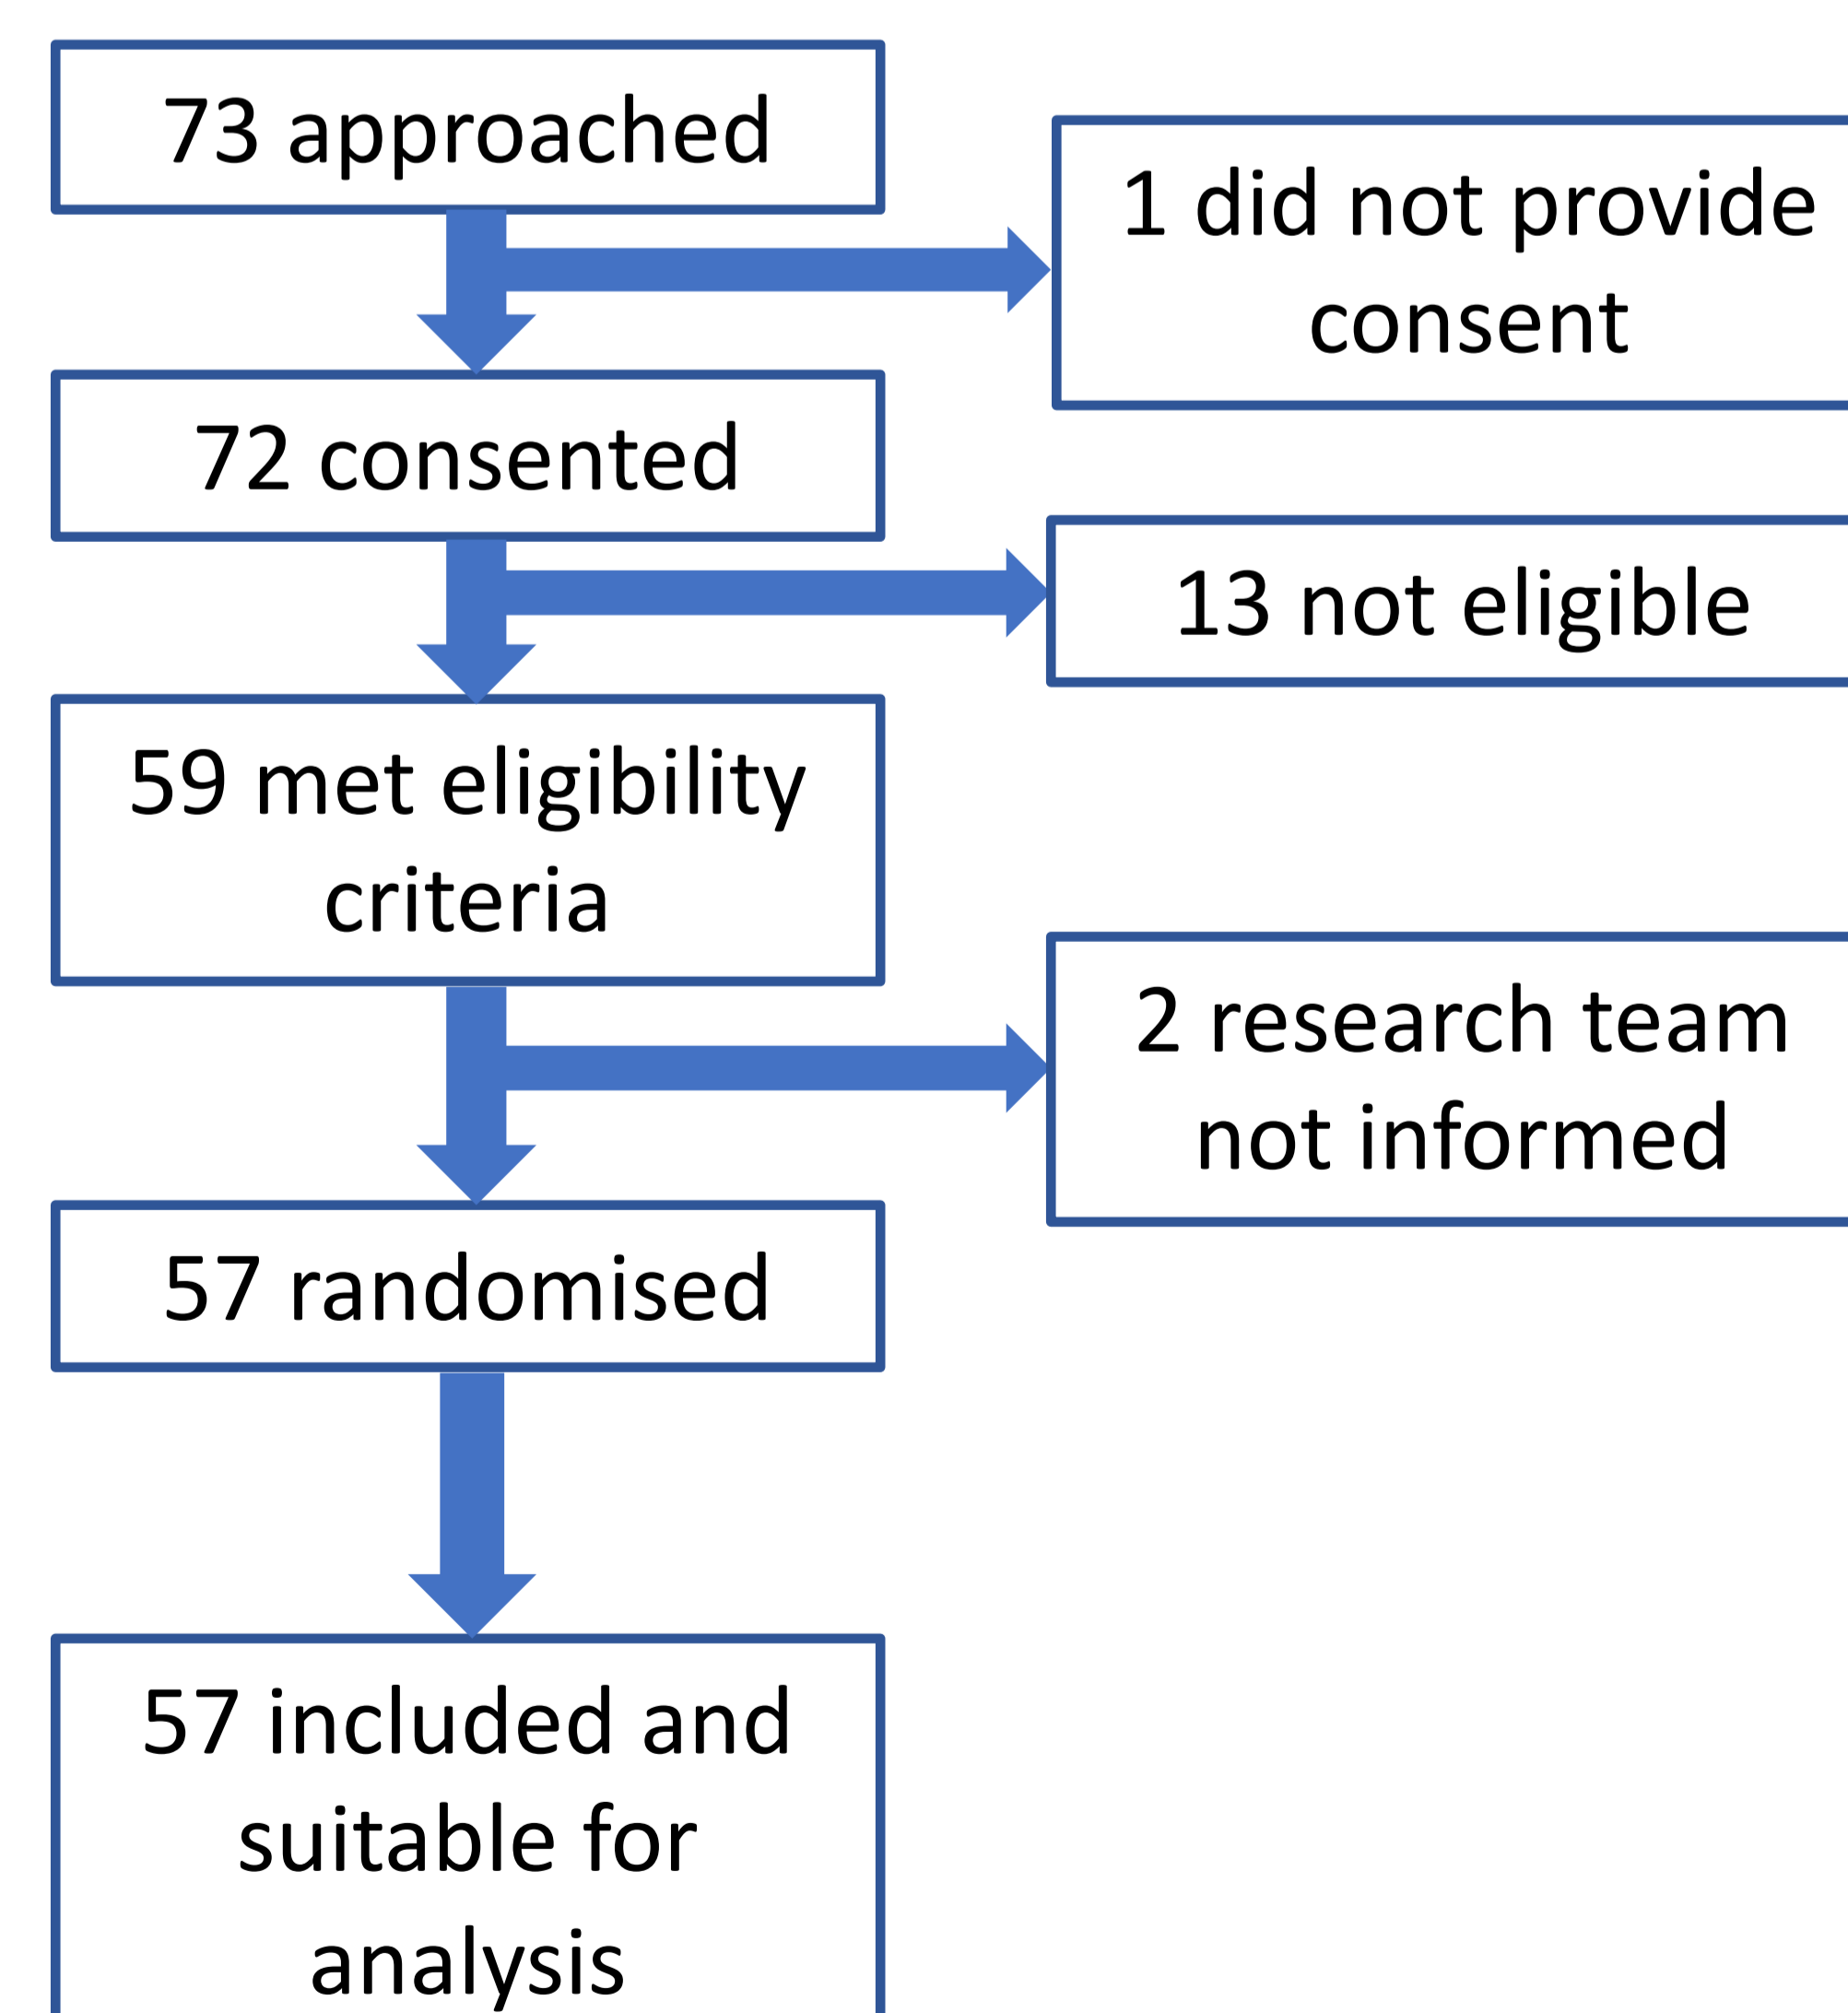 73 approached
1 did not provide
consent
72 consented
13 not eligible
59 met eligibility
criteria
2 research team
not informed
57 randomised
57 included and
suitable for
analysis